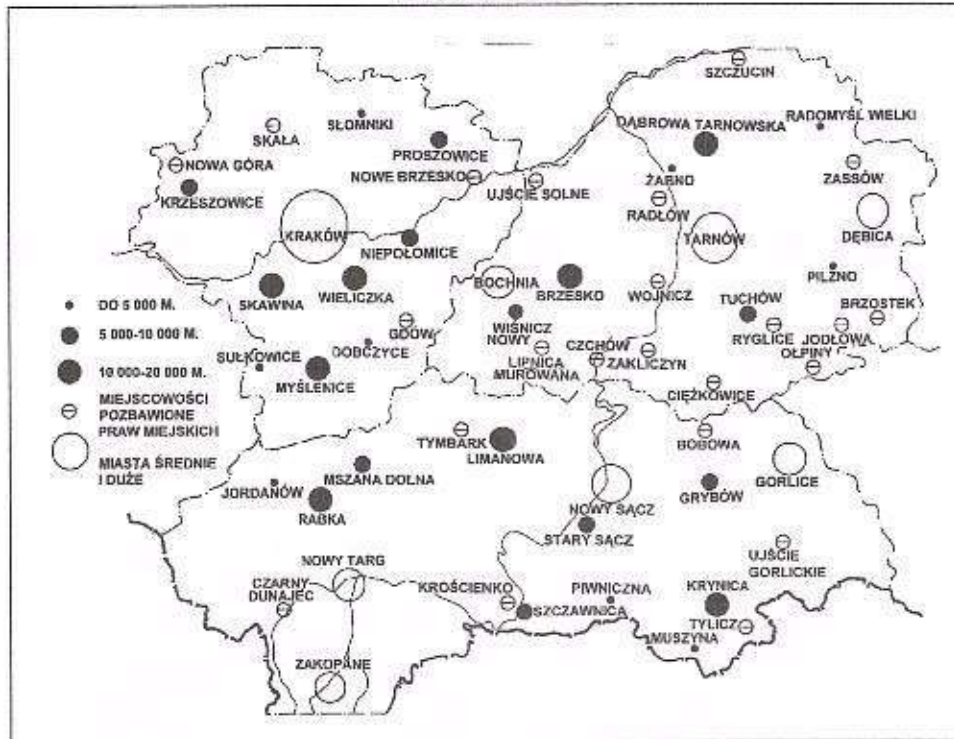 SZCZUCIN
SŁOMNIKI
RADOMYŚL WIELKI
SKAŁA
DĄBROWA TARNOWSKA
PROSZOWICE
NOWA GÓRA
NOWE BRZESKO
ŻABNO
ZASSÓW
KRZESZOWICE
UJŚCIE SOLNE
RADŁÓW
KRAKÓW
TARNÓW
DĘBICA
NIEPOŁOMICE
SKAWINA
WIELICZKA
BOCHNIA
BRZESKO
WOJNICZ
PILZNO
TUCHÓW
BRZOSTEK
DO 5 000 M.
5 000-10 000 M.
10 000-20 000 M.
MIEJSCOWOŚCI
POZBAWIONE
PRAW MIEJSKICH
MIASTA ŚREDNIE
I DUŻE
GDÓW
WIŚNICZ
NOWY
RYGLICE
JODŁOWA
SUŁKOWICE
DOBCZYCE
LIPNICA
MUROWANA
CZCHÓW
ZAKLICZYN
OŁPINY
MYŚLENICE
CIĘŻKOWICE
TYMBARK
LIMANOWA
BOBOWA
MSZANA DOLNA
JORDANÓW
GRYBÓW
GORLICE
RABKA
NOWY SĄCZ
STARY SĄCZ
NOWY TARG
UJŚCIE
GORLICKIE
CZARNY
DUNAJEC
KROŚCIENKO
PIWNICZNA
KRYNICA
SZCZAWNICA
TYLICZ
MUSZYNA
ZAKOPANE